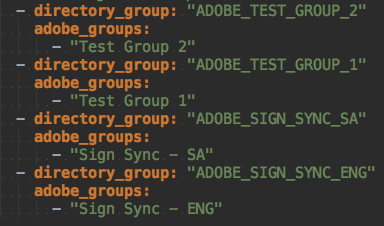 - directory_group: "ADOBE_TEST_GROUP_2"
adobe_groups:
- "Test Group 2"
- directory_group: "ADOBE_TEST_GROUP_1"
adobe_groups:
- "Test Group 1"
- directory_group: "ADOBE_SIGN_SYNC_SA"
adobe_groups:
- "Sign Sync - SA"
- directory_group: "ADOBE_SIGN_SYNC_ENG"
adobe_groups:
- "Sign Sync - ENG"